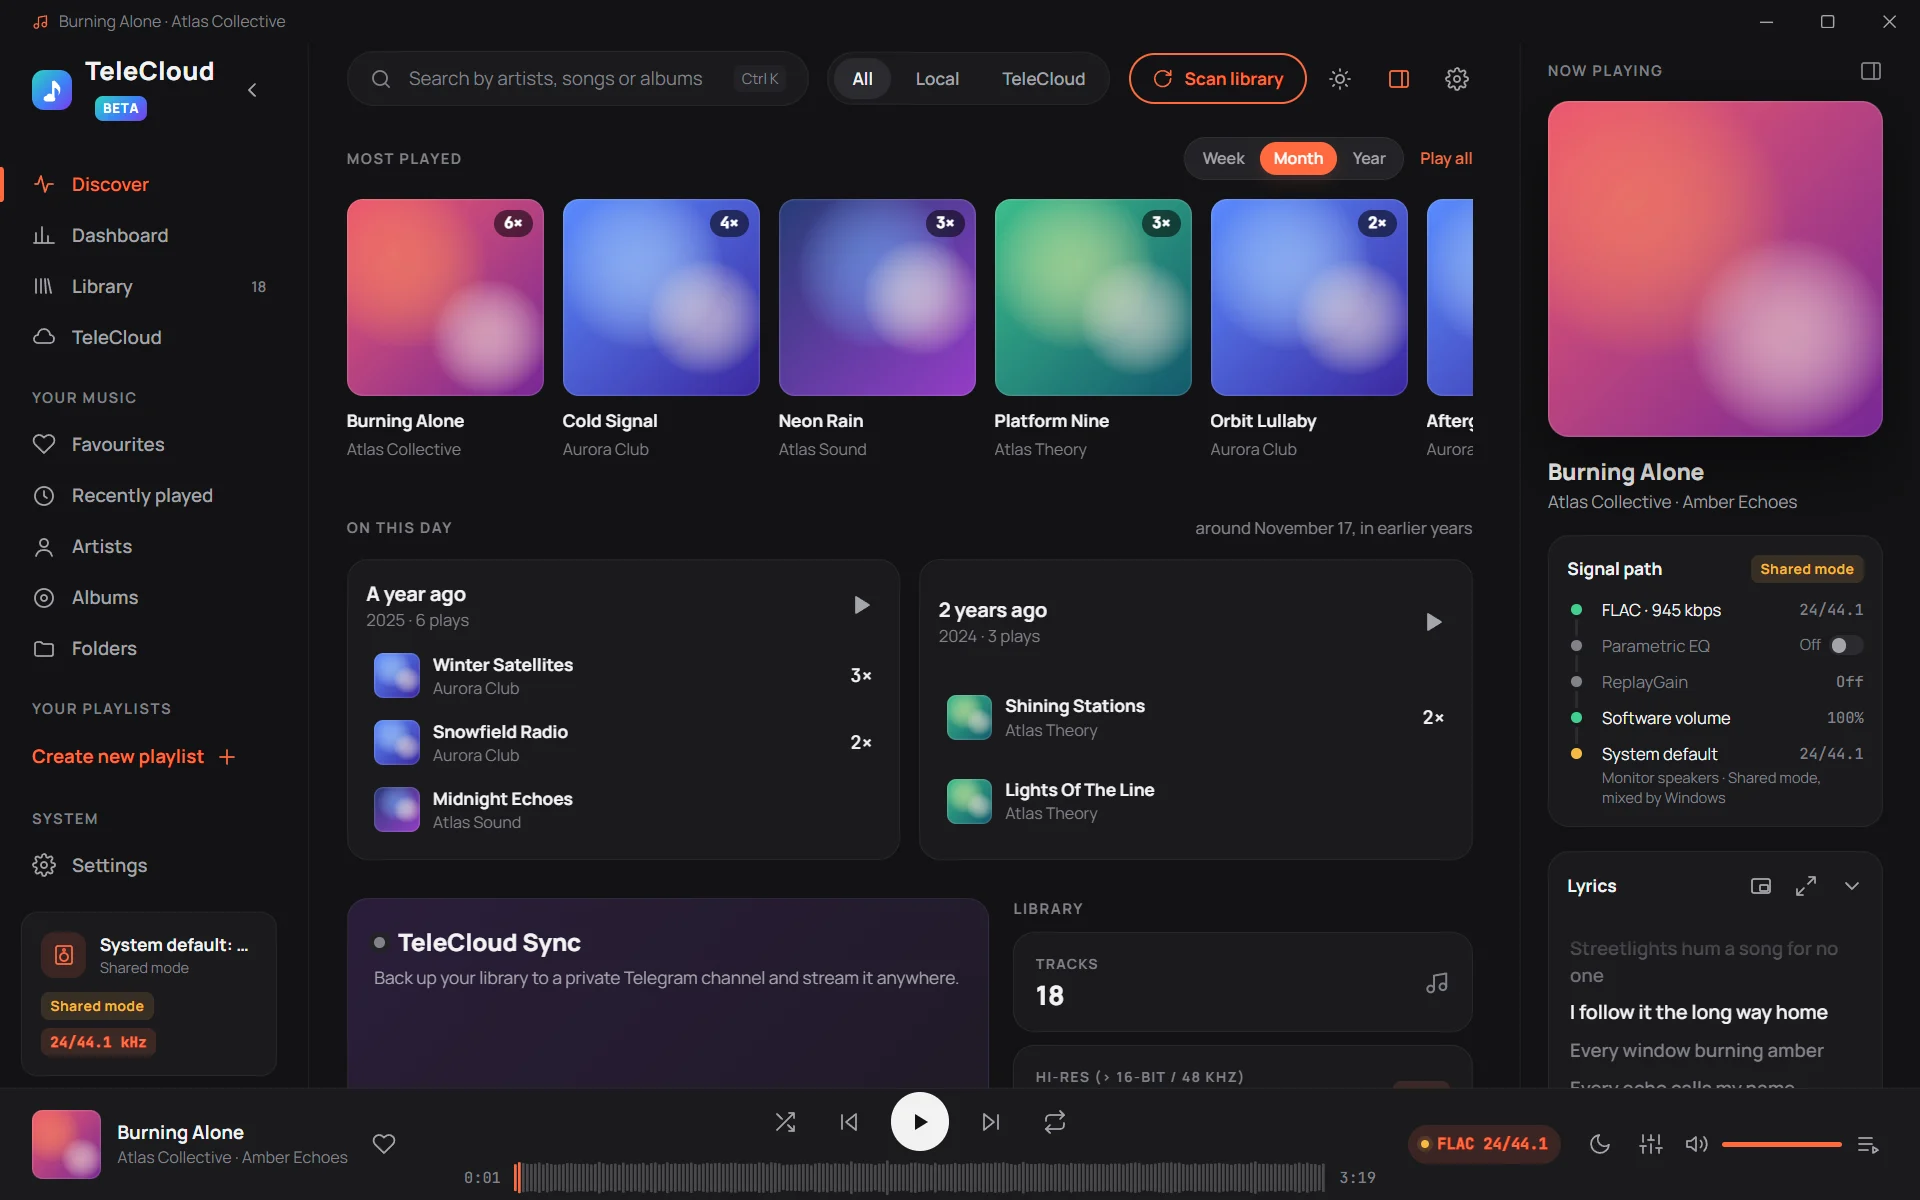 Burning Alone · Atlas Collective
TeleCloud
BETA
Discover
Dashboard
Library 18
TeleCloud
YOUR MUSIC
Favourites
Recently played
Artists
Albums
Folders
YOUR PLAYLISTS
Create new playlist
SYSTEM
Settings
System default: ...
Shared mode
Shared mode
24/44.1 kHz
Search by artists, songs or albums Ctrl K
All Local TeleCloud
Scan library
MOST PLAYED
Week Month Year Play all
6× 4× 3× 3× 2×
Burning Alone Cold Signal Neon Rain Platform Nine Orbit Lullaby
Atlas Collective Aurora Club Atlas Sound Atlas Theory Aurora Club Aurora
ON THIS DAY around November 17, in earlier years
A year ago
2025 · 6 plays
Winter Satellites 3×
Aurora Club
Snowfield Radio 2×
Aurora Club
Midnight Echoes
Atlas Sound
2 years ago
2024 · 3 plays
Shining Stations 2×
Atlas Theory
Lights Of The Line
Atlas Theory
TeleCloud Sync
Back up your library to a private Telegram channel and stream it anywhere.
LIBRARY
TRACKS
18
HI-RES (> 16-BIT / 48 KHZ)
NOW PLAYING
Burning Alone
Atlas Collective · Amber Echoes
Signal path Shared mode
FLAC · 945 kbps 24/44.1
Parametric EQ Off
ReplayGain Off
Software volume 100%
System default 24/44.1
Monitor speakers · Shared mode,
mixed by Windows
Lyrics
Streetlights hum a song for no
one
I follow it the long way home
Every window burning amber
Every echo calls my name
Burning Alone
Atlas Collective · Amber Echoes
0:01 3:19
FLAC 24/44.1